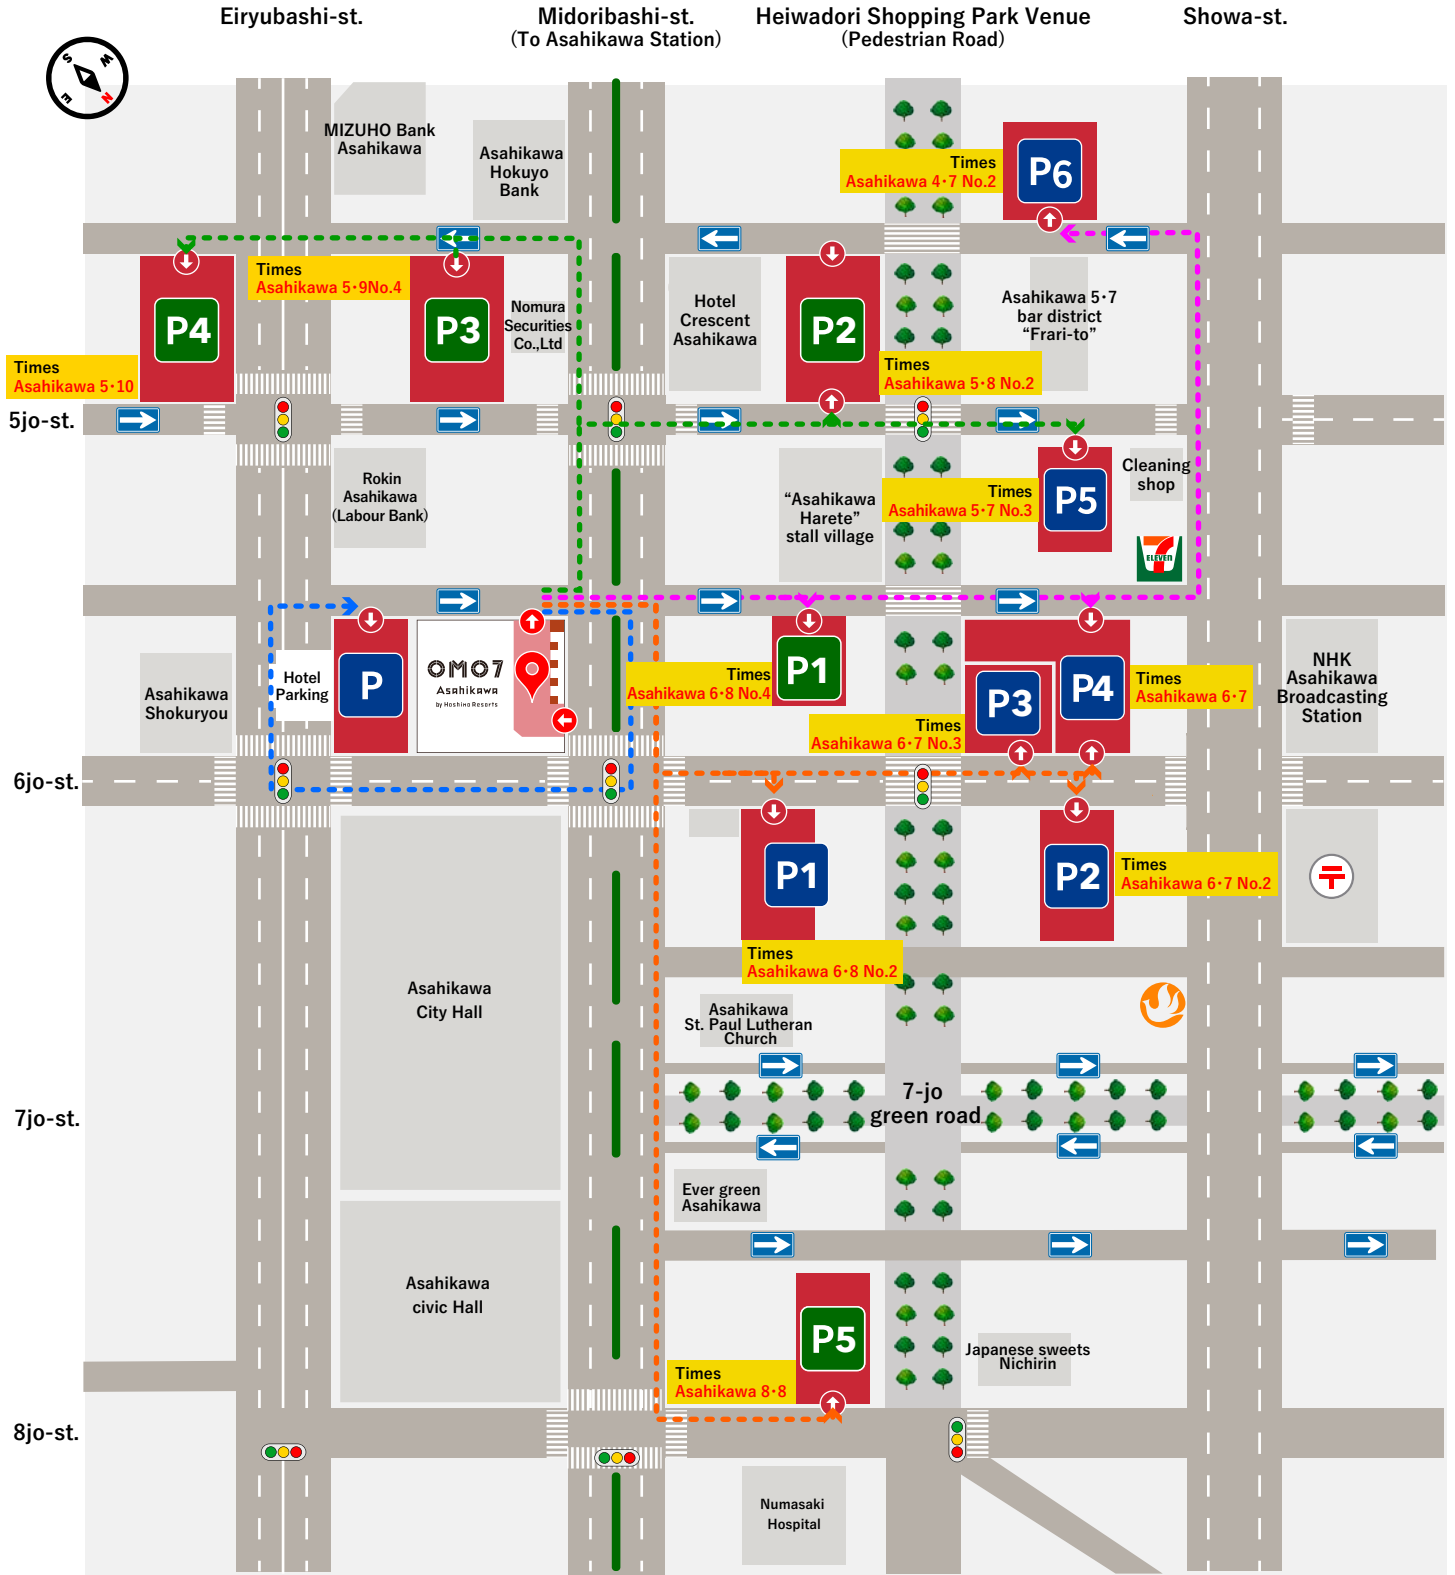 Eiryubashi-st.
Midoribashi-st.
(To Asahikawa Station)
Heiwadori Shopping Park Venue
(Pedestrian Road)
Showa-st.
S
W
E
N
MIZUHO Bank
Asahikawa
Asahikawa
Hokuyo
Bank
Times
Asahikawa 4・7 No.2
P6
Times
Asahikawa 5・9No.4
P4
P3
Nomura
Securities
Co.,Ltd
Hotel
Crescent
Asahikawa
P2
Asahikawa 5・7
bar district
“Frari-to”
Times
Asahikawa 5・10
Times
Asahikawa 5・8 No.2
5jo-st.
Rokin
Asahikawa
(Labour Bank)
“Asahikawa
Harete”
stall village
Times
Asahikawa 5・7 No.3
P5
Cleaning
shop
7
ELEVEN
Asahikawa
Shokuryou
Hotel
Parking
P
OMO7
Asahikawa
by Hoshino Resorts
Times
Asahikawa 6・8 No.4
P1
Times
Asahikawa 6・7 No.3
P3
P4
Times
Asahikawa 6・7
NHK
Asahikawa
Broadcasting
Station
6jo-st.
P1
Times
Asahikawa 6・8 No.2
P2
Times
Asahikawa 6・7 No.2
Asahikawa
City Hall
Asahikawa
St. Paul Lutheran
Church
7-jo
green road
7jo-st.
Ever green
Asahikawa
Asahikawa
civic Hall
P5
Times
Asahikawa 8・8
Japanese sweets
Nichirin
8jo-st.
Numasaki
Hospital